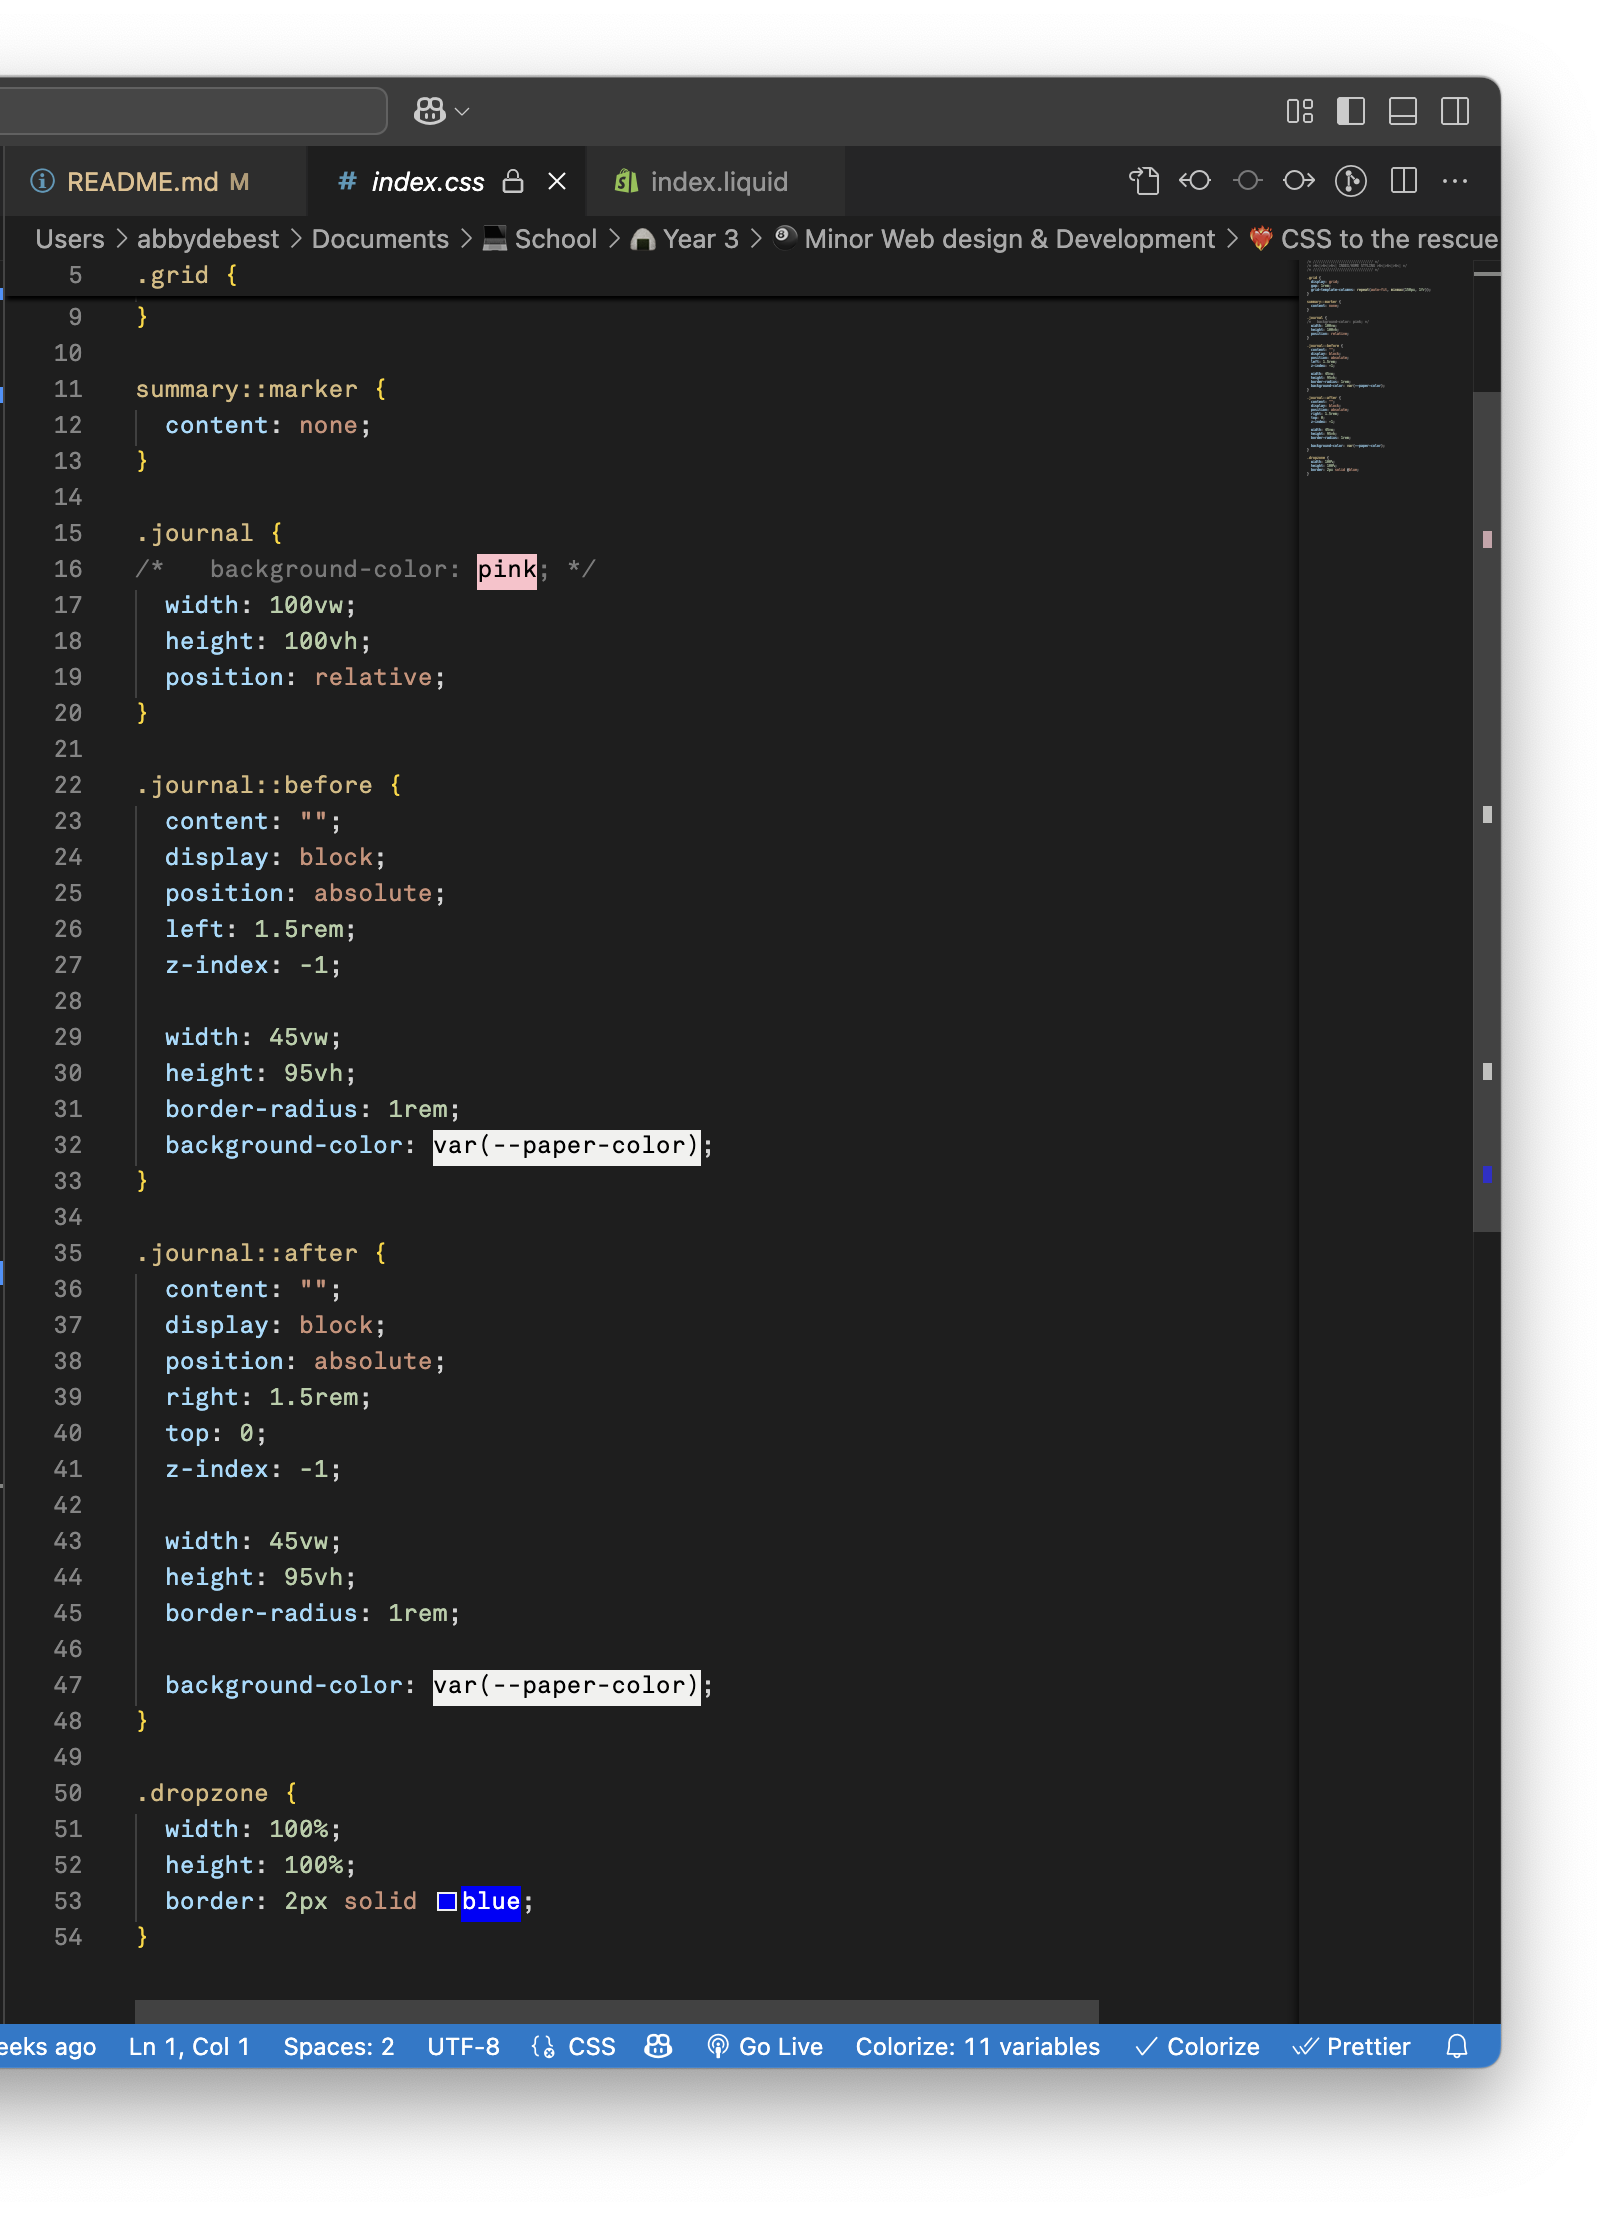 README.md M
# index.css
index.liquid
Users > abbydebest > Documents > School > Year 3 > Minor Web design & Development > CSS to the rescue
5 .grid {
9 }
10
11 summary::marker {
12 content: none;
13 }
14
15 .journal {
16 /* background-color: pink; */
17 width: 100vw;
18 height: 100vh;
19 position: relative;
20 }
21
22 .journal::before {
23 content: "";
24 display: block;
25 position: absolute;
26 left: 1.5rem;
27 z-index: -1;
28
29 width: 45vw;
30 height: 95vh;
31 border-radius: 1rem;
32 background-color: var(--paper-color);
33 }
34
35 .journal::after {
36 content: "";
37 display: block;
38 position: absolute;
39 right: 1.5rem;
40 top: 0;
41 z-index: -1;
42
43 width: 45vw;
44 height: 95vh;
45 border-radius: 1rem;
46
47 background-color: var(--paper-color);
48 }
49
50 .dropzone {
51 width: 100%;
52 height: 100%;
53 border: 2px solid blue;
54 }
eeks ago Ln 1, Col 1 Spaces: 2 UTF-8 CSS Go Live Colorize: 11 variables Colorize Prettier